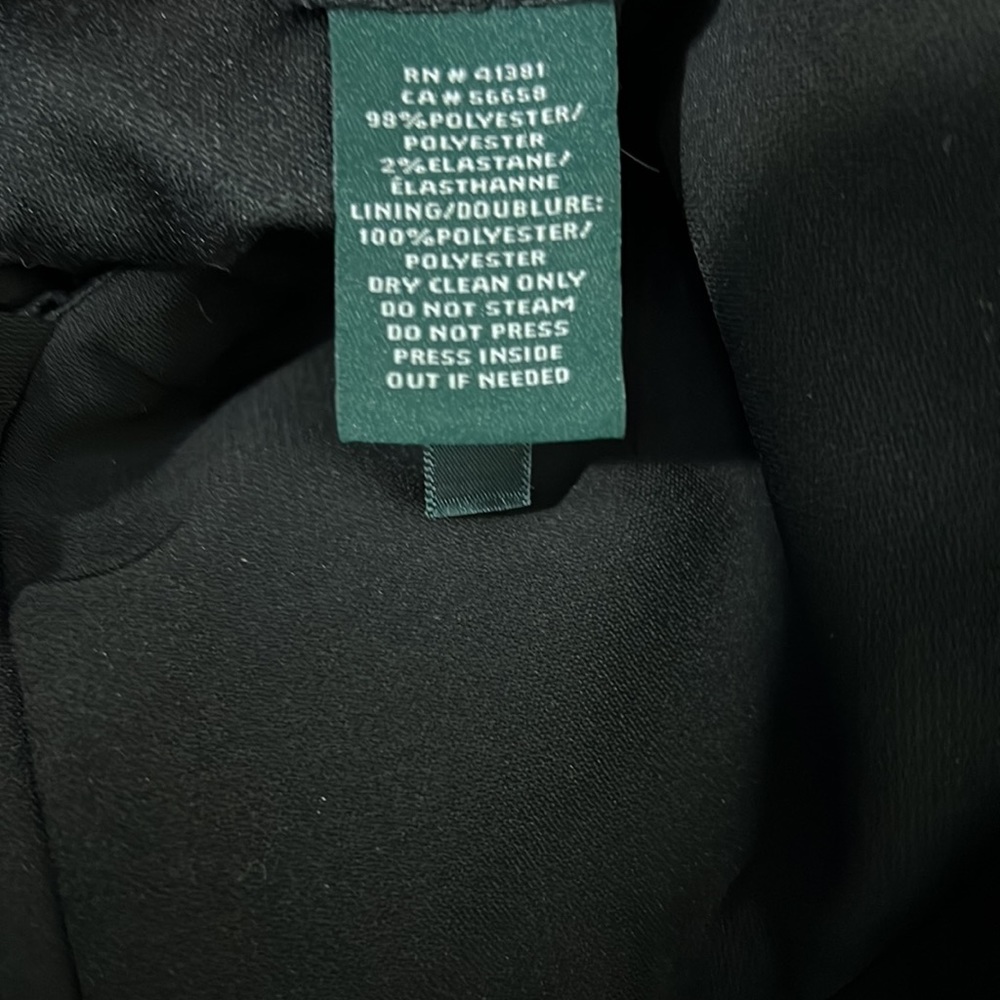 RN # 41381
CA # 56658
98%POLYESTER/
POLYESTER
2%ELASTANE/
ÉLASTHANNE
LINING/DOUBLURE:
100%POLYESTER/
POLYESTER
DRY CLEAN ONLY
DO NOT STEAM
DO NOT PRESS
PRESS INSIDE
OUT IF NEEDED